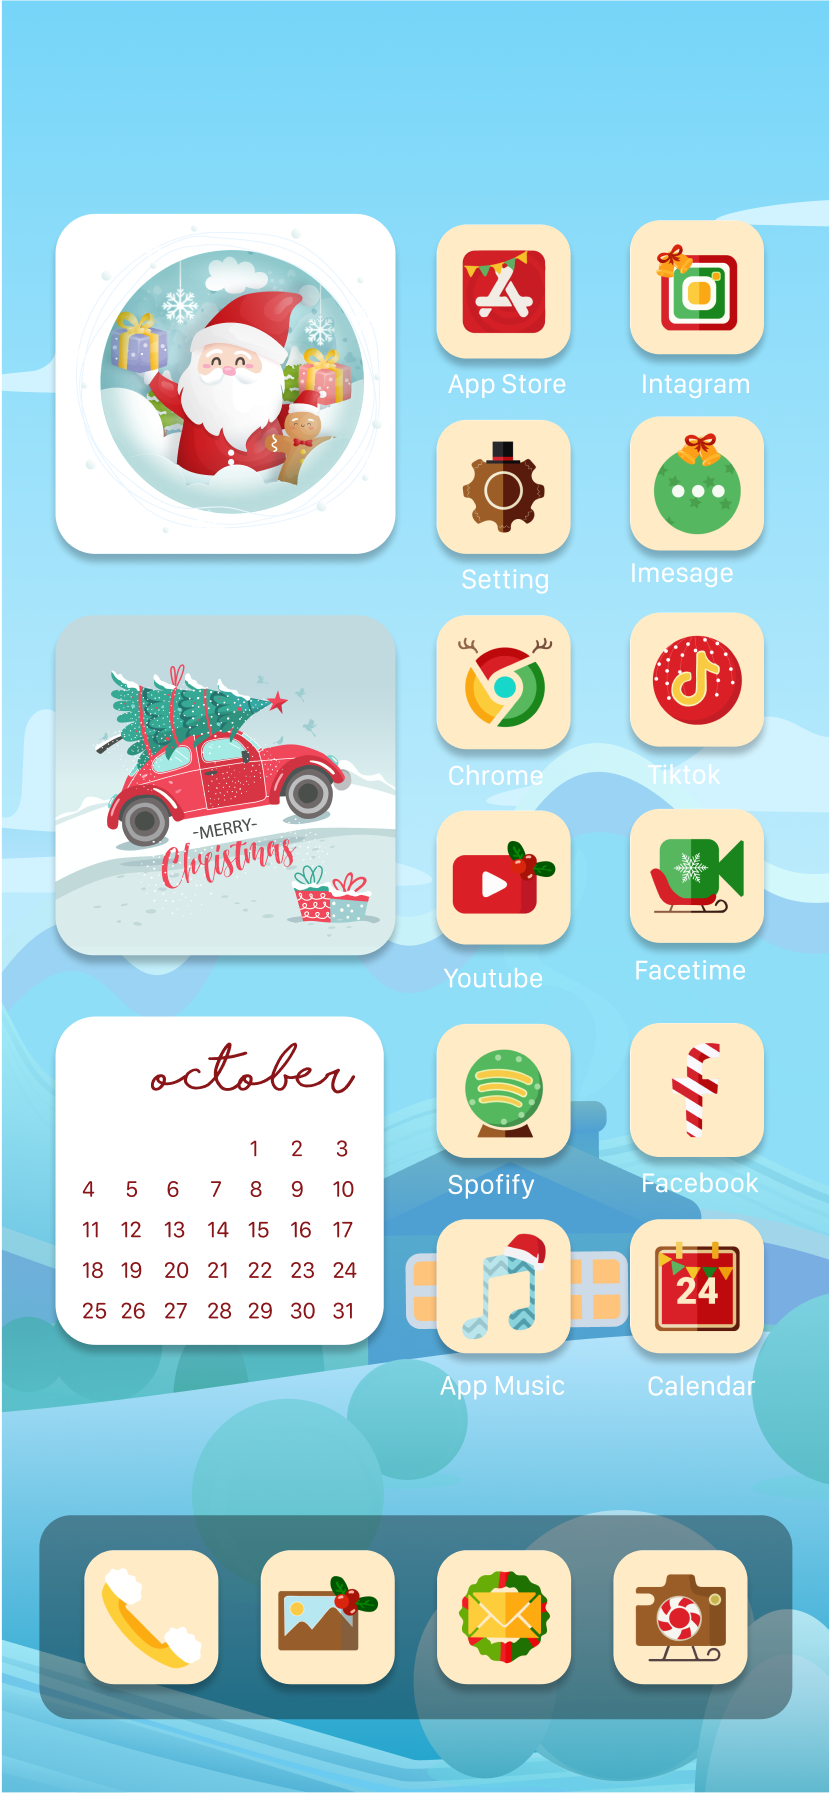 App Store
Intagram
Setting
Imesage
Chrome
Tiktok
-MERRY-
Christmas
Youtube
Facetime
october
1 2 3
4 5 6 7 8 9 10
11 12 13 14 15 16 17
18 19 20 21 22 23 24
25 26 27 28 29 30 31
Spofify
Facebook
24
App Music
Calendar